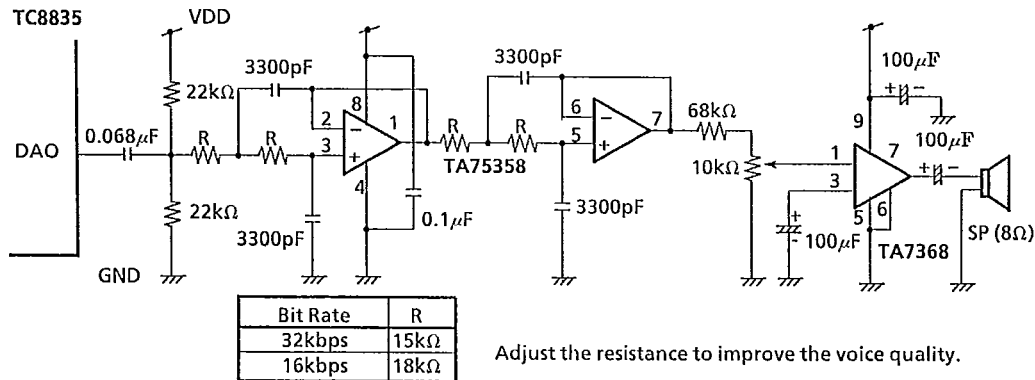 TC8835
VDD
DAO
0.068μF
22kΩ
22kΩ
GND
R
R
3300pF
3300pF
2
3
8
1
4
0.1μF
R
R
TA75358
3300pF
3300pF
6
5
7
68kΩ
10kΩ
100μF
100μF
9
1
3
7
5
6
100μF
TA7368
SP (8Ω)
Bit Rate R
32kbps 15kΩ
16kbps 18kΩ
Adjust the resistance to improve the voice quality.